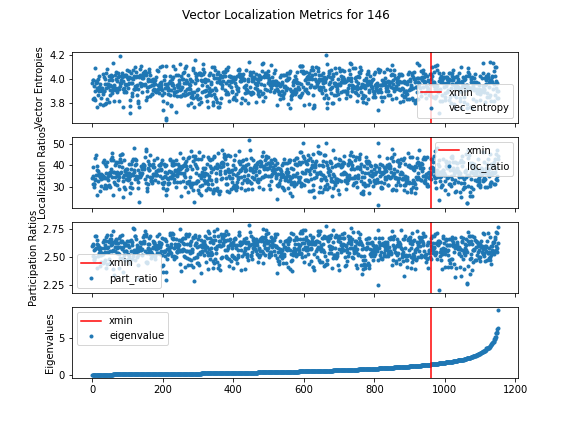 Vector Localization Metrics for 146
Vector Entropies
4.2
4.0
3.8
xmin
vec_entropy
Localization Ratios
50
40
30
xmin
loc_ratio
Participation Ratios
2.75
2.50
2.25
xmin
part_ratio
Eigenvalues
5
0
xmin
eigenvalue
0 200 400 600 800 1000 1200